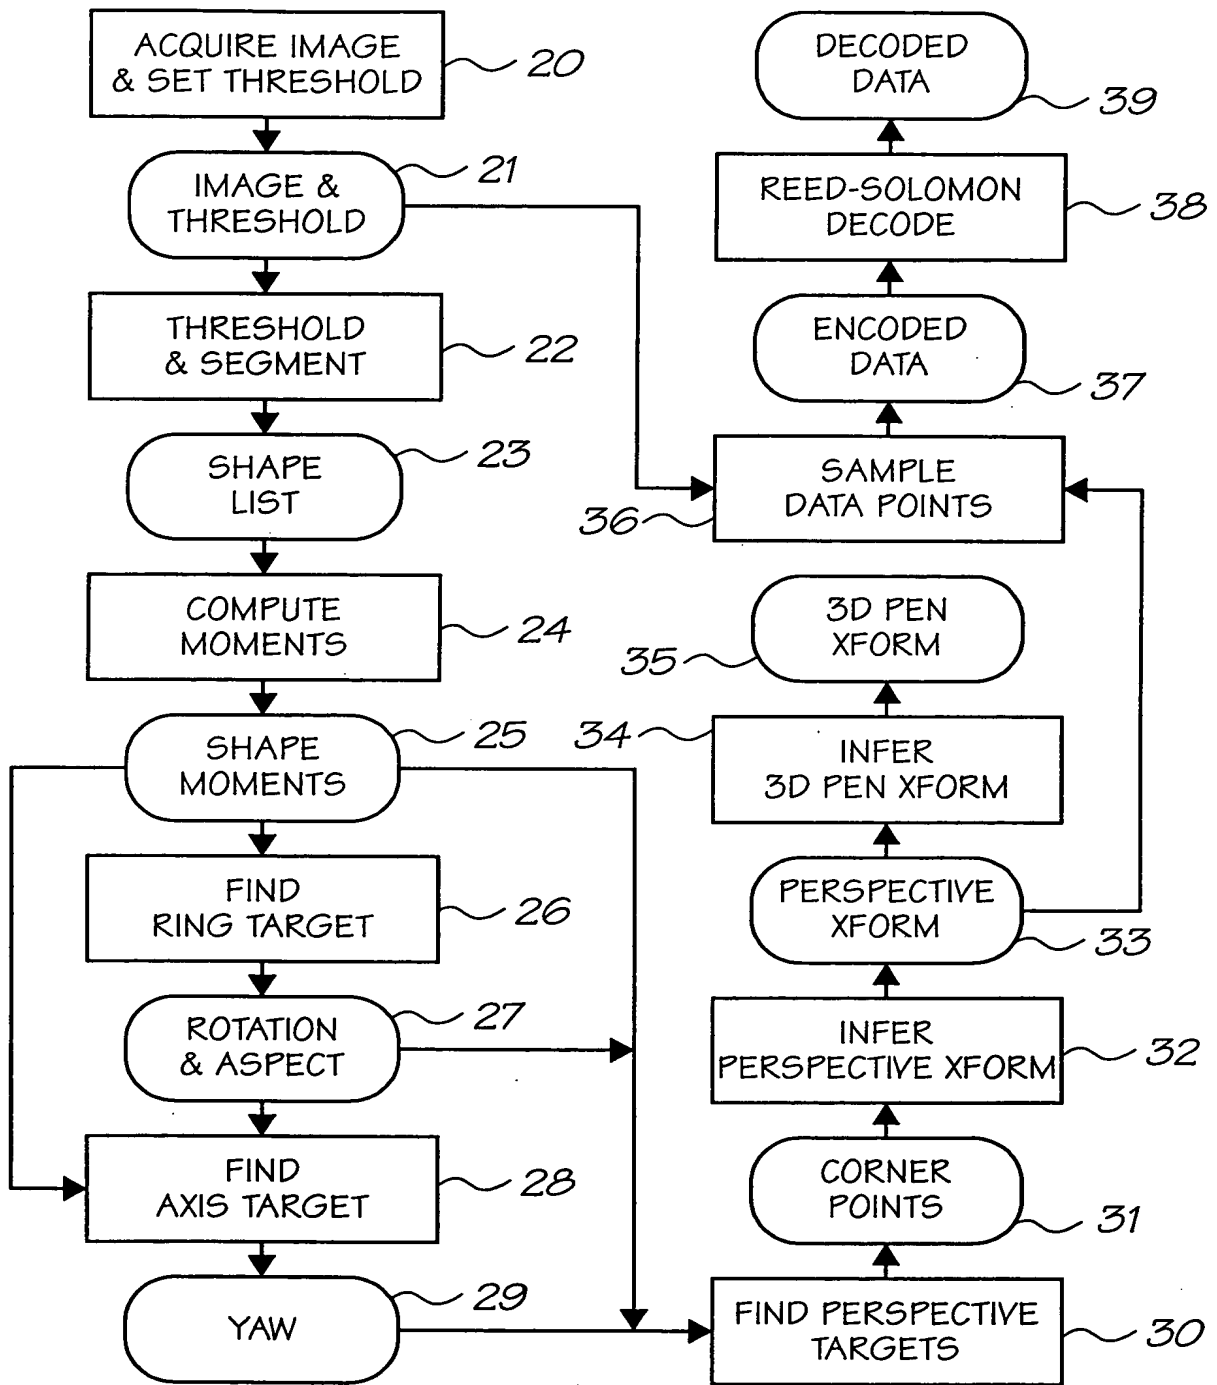 ACQUIRE IMAGE
& SET THRESHOLD
20
IMAGE &
THRESHOLD
21
THRESHOLD
& SEGMENT
22
SHAPE
LIST
23
COMPUTE
MOMENTS
24
SHAPE
MOMENTS
25
FIND
RING TARGET
26
ROTATION
& ASPECT
27
FIND
AXIS TARGET
28
YAW
29
DECODED
DATA
39
REED-SOLOMON
DECODE
38
ENCODED
DATA
37
SAMPLE
DATA POINTS
36
3D PEN
XFORM
35
INFER
3D PEN XFORM
34
PERSPECTIVE
XFORM
33
INFER
PERSPECTIVE XFORM
32
CORNER
POINTS
31
FIND PERSPECTIVE
TARGETS
30